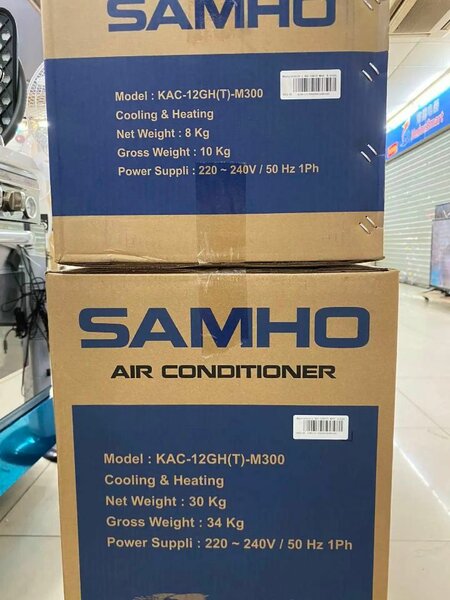 SAMHO
Model : KAC-12GH(T)-M300
Cooling & Heating
Net Weight : 8 Kg
Gross Weight : 10 Kg
Power Suppli : 220 ~ 240V / 50 Hz 1Ph
SAMHO
AIR CONDITIONER
Model : KAC-12GH(T)-M300
Cooling & Heating
Net Weight : 30 Kg
Gross Weight : 34 Kg
Power Suppli : 220 ~ 240V / 50 Hz 1Ph